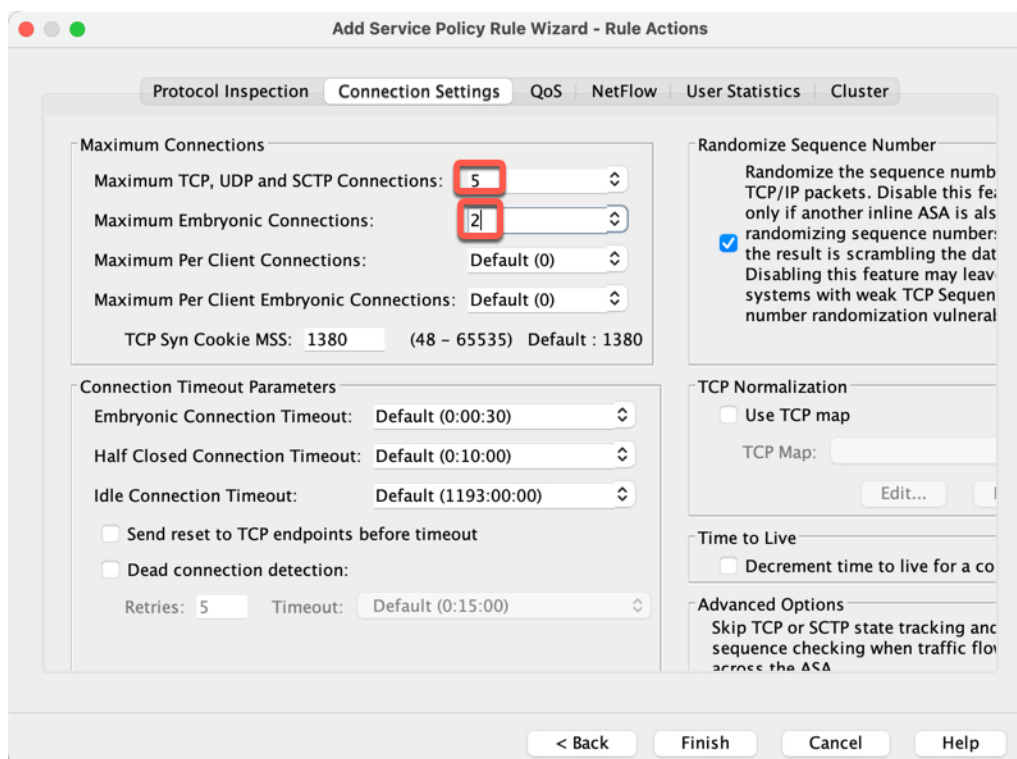 Add Service Policy Rule Wizard - Rule Actions
Protocol Inspection Connection Settings QoS NetFlow User Statistics Cluster
Maximum Connections
Maximum TCP, UDP and SCTP Connections: 5
Maximum Embryonic Connections: 2
Maximum Per Client Connections: Default (0)
Maximum Per Client Embryonic Connections: Default (0)
TCP Syn Cookie MSS: 1380 (48 – 65535) Default : 1380
Connection Timeout Parameters
Embryonic Connection Timeout: Default (0:00:30)
Half Closed Connection Timeout: Default (0:10:00)
Idle Connection Timeout: Default (1193:00:00)
Send reset to TCP endpoints before timeout
Dead connection detection:
Retries: 5 Timeout: Default (0:15:00)
Randomize Sequence Number
Randomize the sequence numb
TCP/IP packets. Disable this fea
only if another inline ASA is als
randomizing sequence numbers
the result is scrambling the dat
Disabling this feature may leav
systems with weak TCP Sequen
number randomization vulneral
TCP Normalization
Use TCP map
TCP Map:
Edit...
Time to Live
Decrement time to live for a co
Advanced Options
Skip TCP or SCTP state tracking and
sequence checking when traffic flo
across the ASA
< Back Finish Cancel Help